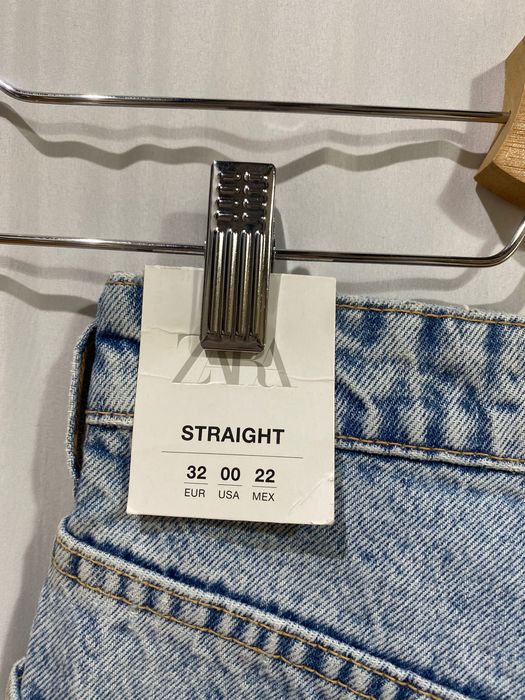 ZARA
STRAIGHT
32 00 22
EUR USA MEX